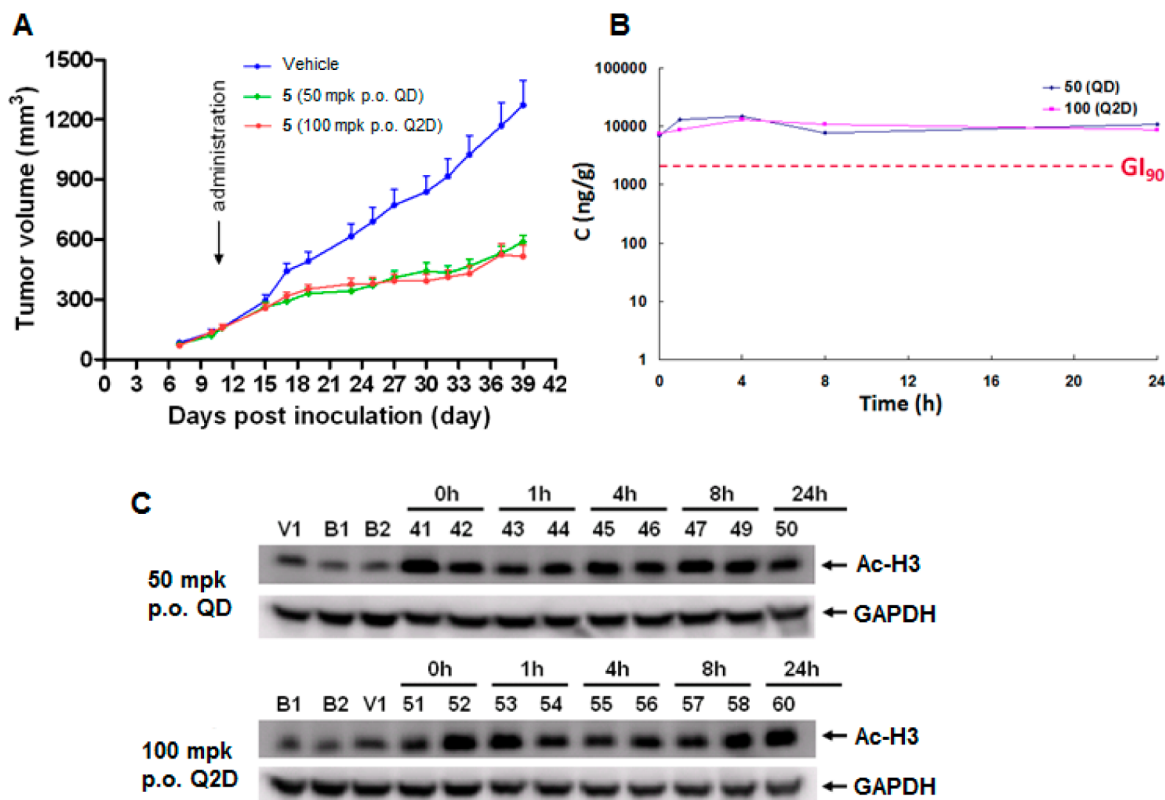 A
Tumor volume (mm³)
1500
1200
900
600
300
0
administration
Vehicle
5 (50 mpk p.o. QD)
5 (100 mpk p.o. Q2D)
0 3 6 9 12 15 18 21 24 27 30 33 36 39 42
Days post inoculation (day)
B
C (ng/g)
100000
10000
1000
100
10
1
50 (QD)
100 (Q2D)
GI90
0 4 8 12 16 20 24
Time (h)
C
0h 1h 4h 8h 24h
V1 B1 B2 41 42 43 44 45 46 47 49 50
50 mpk
p.o. QD
Ac-H3
GAPDH
0h 1h 4h 8h 24h
B1 B2 V1 51 52 53 54 55 56 57 58 60
100 mpk
p.o. Q2D
Ac-H3
GAPDH